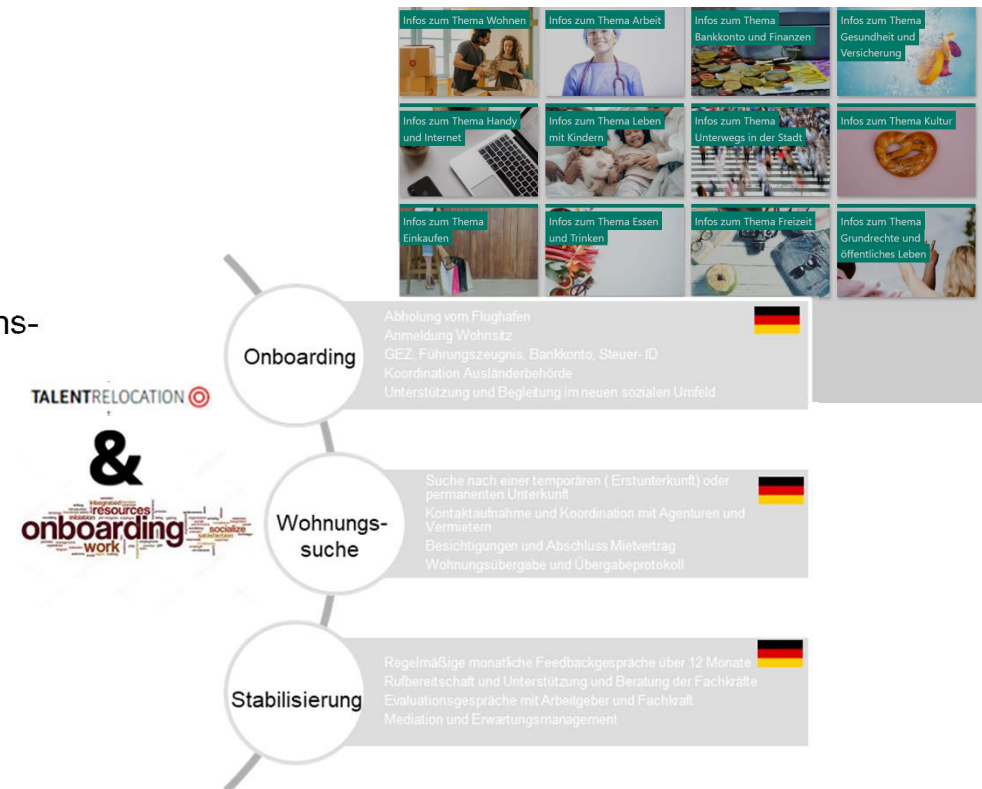 Infos zum Thema Wohnen
Infos zum Thema Arbeit
Infos zum Thema
Bankkonto und Finanzen
Infos zum Thema
Gesundheit und
Versicherung
Infos zum Thema Handy
und Internet
Infos zum Thema Leben
mit Kindern
Infos zum Thema
Unterwegs in der Stadt
Infos zum Thema Kultur
Infos zum Thema
Einkaufen
Infos zum Thema Essen
und Trinken
Infos zum Thema Freizeit
Infos zum Thema
Grundrechte und
öffentliches Leben
ns-
TALENTRELOCATION
&
resources
onboarding
socialize
work
Onboarding
Abholung vom Flughafen
Anmeldung Wohnsitz
GEZ, Führungszeugnis, Bankkonto, Steuer- ID
Koordination Ausländerbehörde
Unterstützung und Begleitung im neuen sozialen Umfeld
Wohnungs-
suche
Suche nach einer temporären ( Erstunterkunft) oder
permanenten Unterkunft
Kontaktaufnahme und Koordination mit Agenturen und
Vermietern
Besichtigungen und Abschluss Mietvertrag
Wohnungsübergabe und Übergabeprotokoll
Stabilisierung
Regelmäßige monatliche Feedbackgespräche über 12 Monate
Rufbereitschaft und Unterstützung und Beratung der Fachkräfte
Evaluationsgespräche mit Arbeitgeber und Fachkraft
Mediation und Erwartungsmanagement